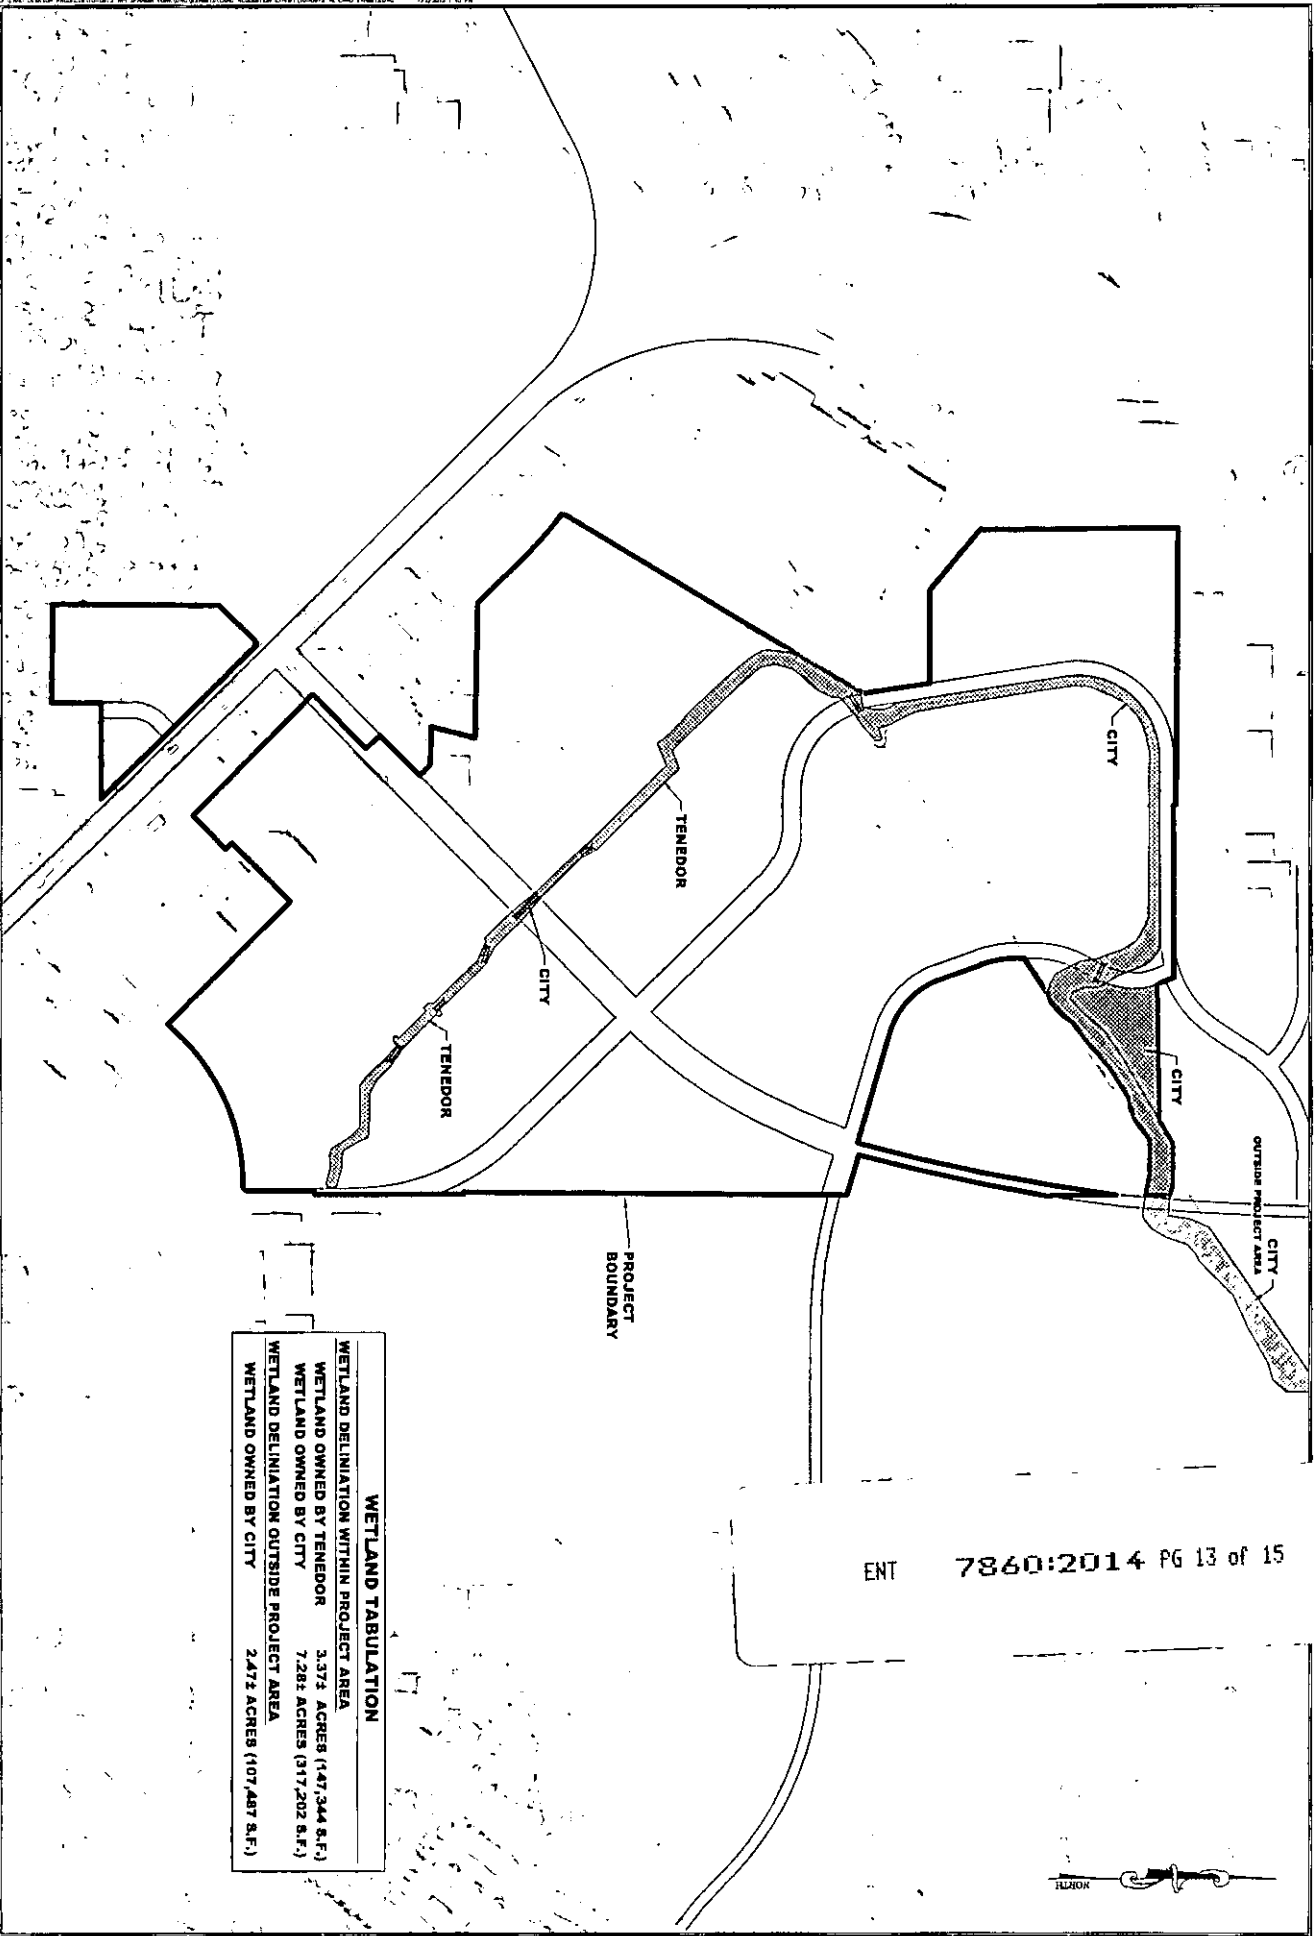 CITY
CITY
OUTSIDE PROJECT AREA
CITY
TENEDOR
CITY
TENEDOR
PROJECT
BOUNDARY
ENT 7860:2014 PG 13 of 15
NORTH
WETLAND TABULATION
WETLAND DELINIATION WITHIN PROJECT AREA
WETLAND OWNED BY TENEDOR 3.37± ACRES (147,344 S.F.)
WETLAND OWNED BY CITY 7.28± ACRES (317,202 S.F.)
WETLAND DELINIATION OUTSIDE PROJECT AREA
WETLAND OWNED BY CITY 2.47± ACRES (107,487 S.F.)